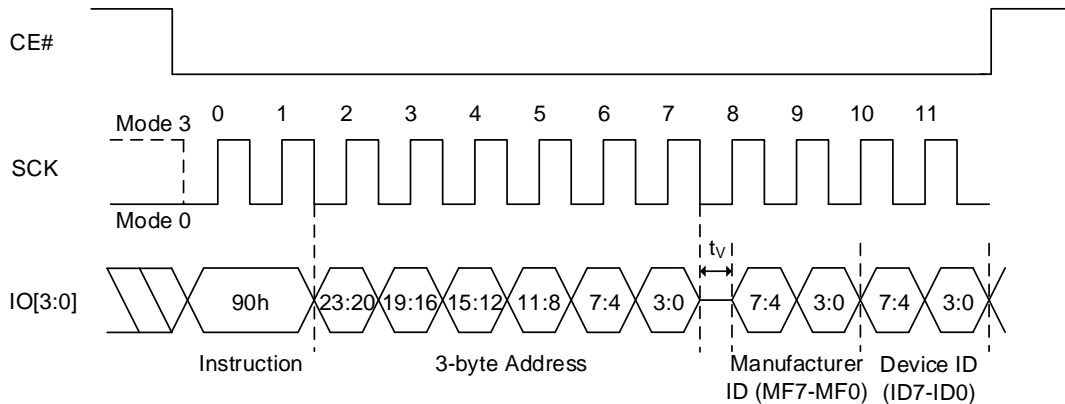 CE#
0 1 2 3 4 5 6 7 8 9 10 11
Mode 3
SCK
Mode 0
tV
IO[3:0]
90h 23:20 19:16 15:12 11:8 7:4 3:0 7:4 3:0 7:4 3:0
Instruction 3-byte Address Manufacturer Device ID
ID (MF7-MF0) (ID7-ID0)